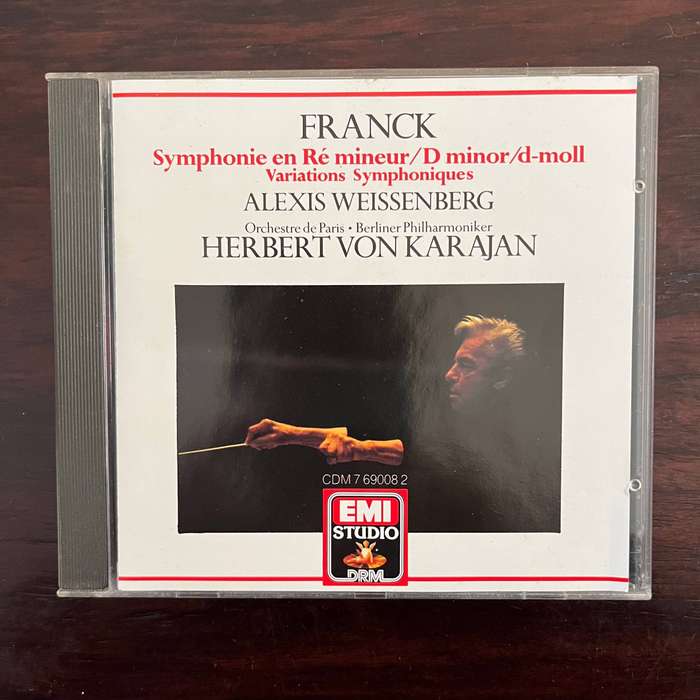 FRANCK
Symphonie en Ré mineur/D minor/d-moll
Variations Symphoniques
ALEXIS WEISSENBERG
Orchestre de Paris • Berliner Philharmoniker
HERBERT VON KARAJAN
CDM 7 69008 2
EMI
STUDIO
DRM